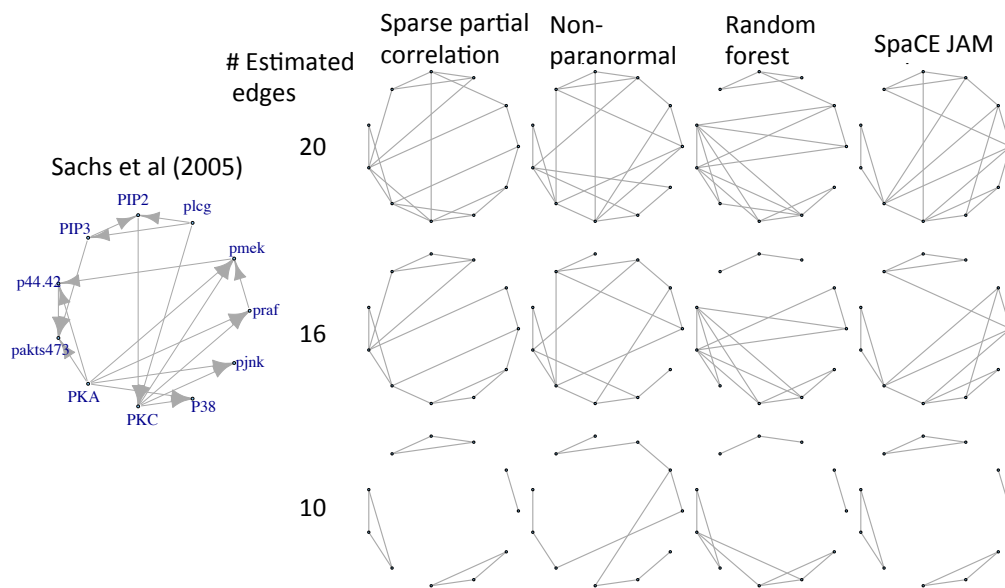 Sparse partial
correlation
Non-
paranormal
Random
forest
SpaCE JAM
# Estimated
edges
20
Sachs et al (2005)
PIP2
plcg
PIP3
pmek
p44.42
praf
pakts473
pjnk
PKA
P38
PKC
16
10